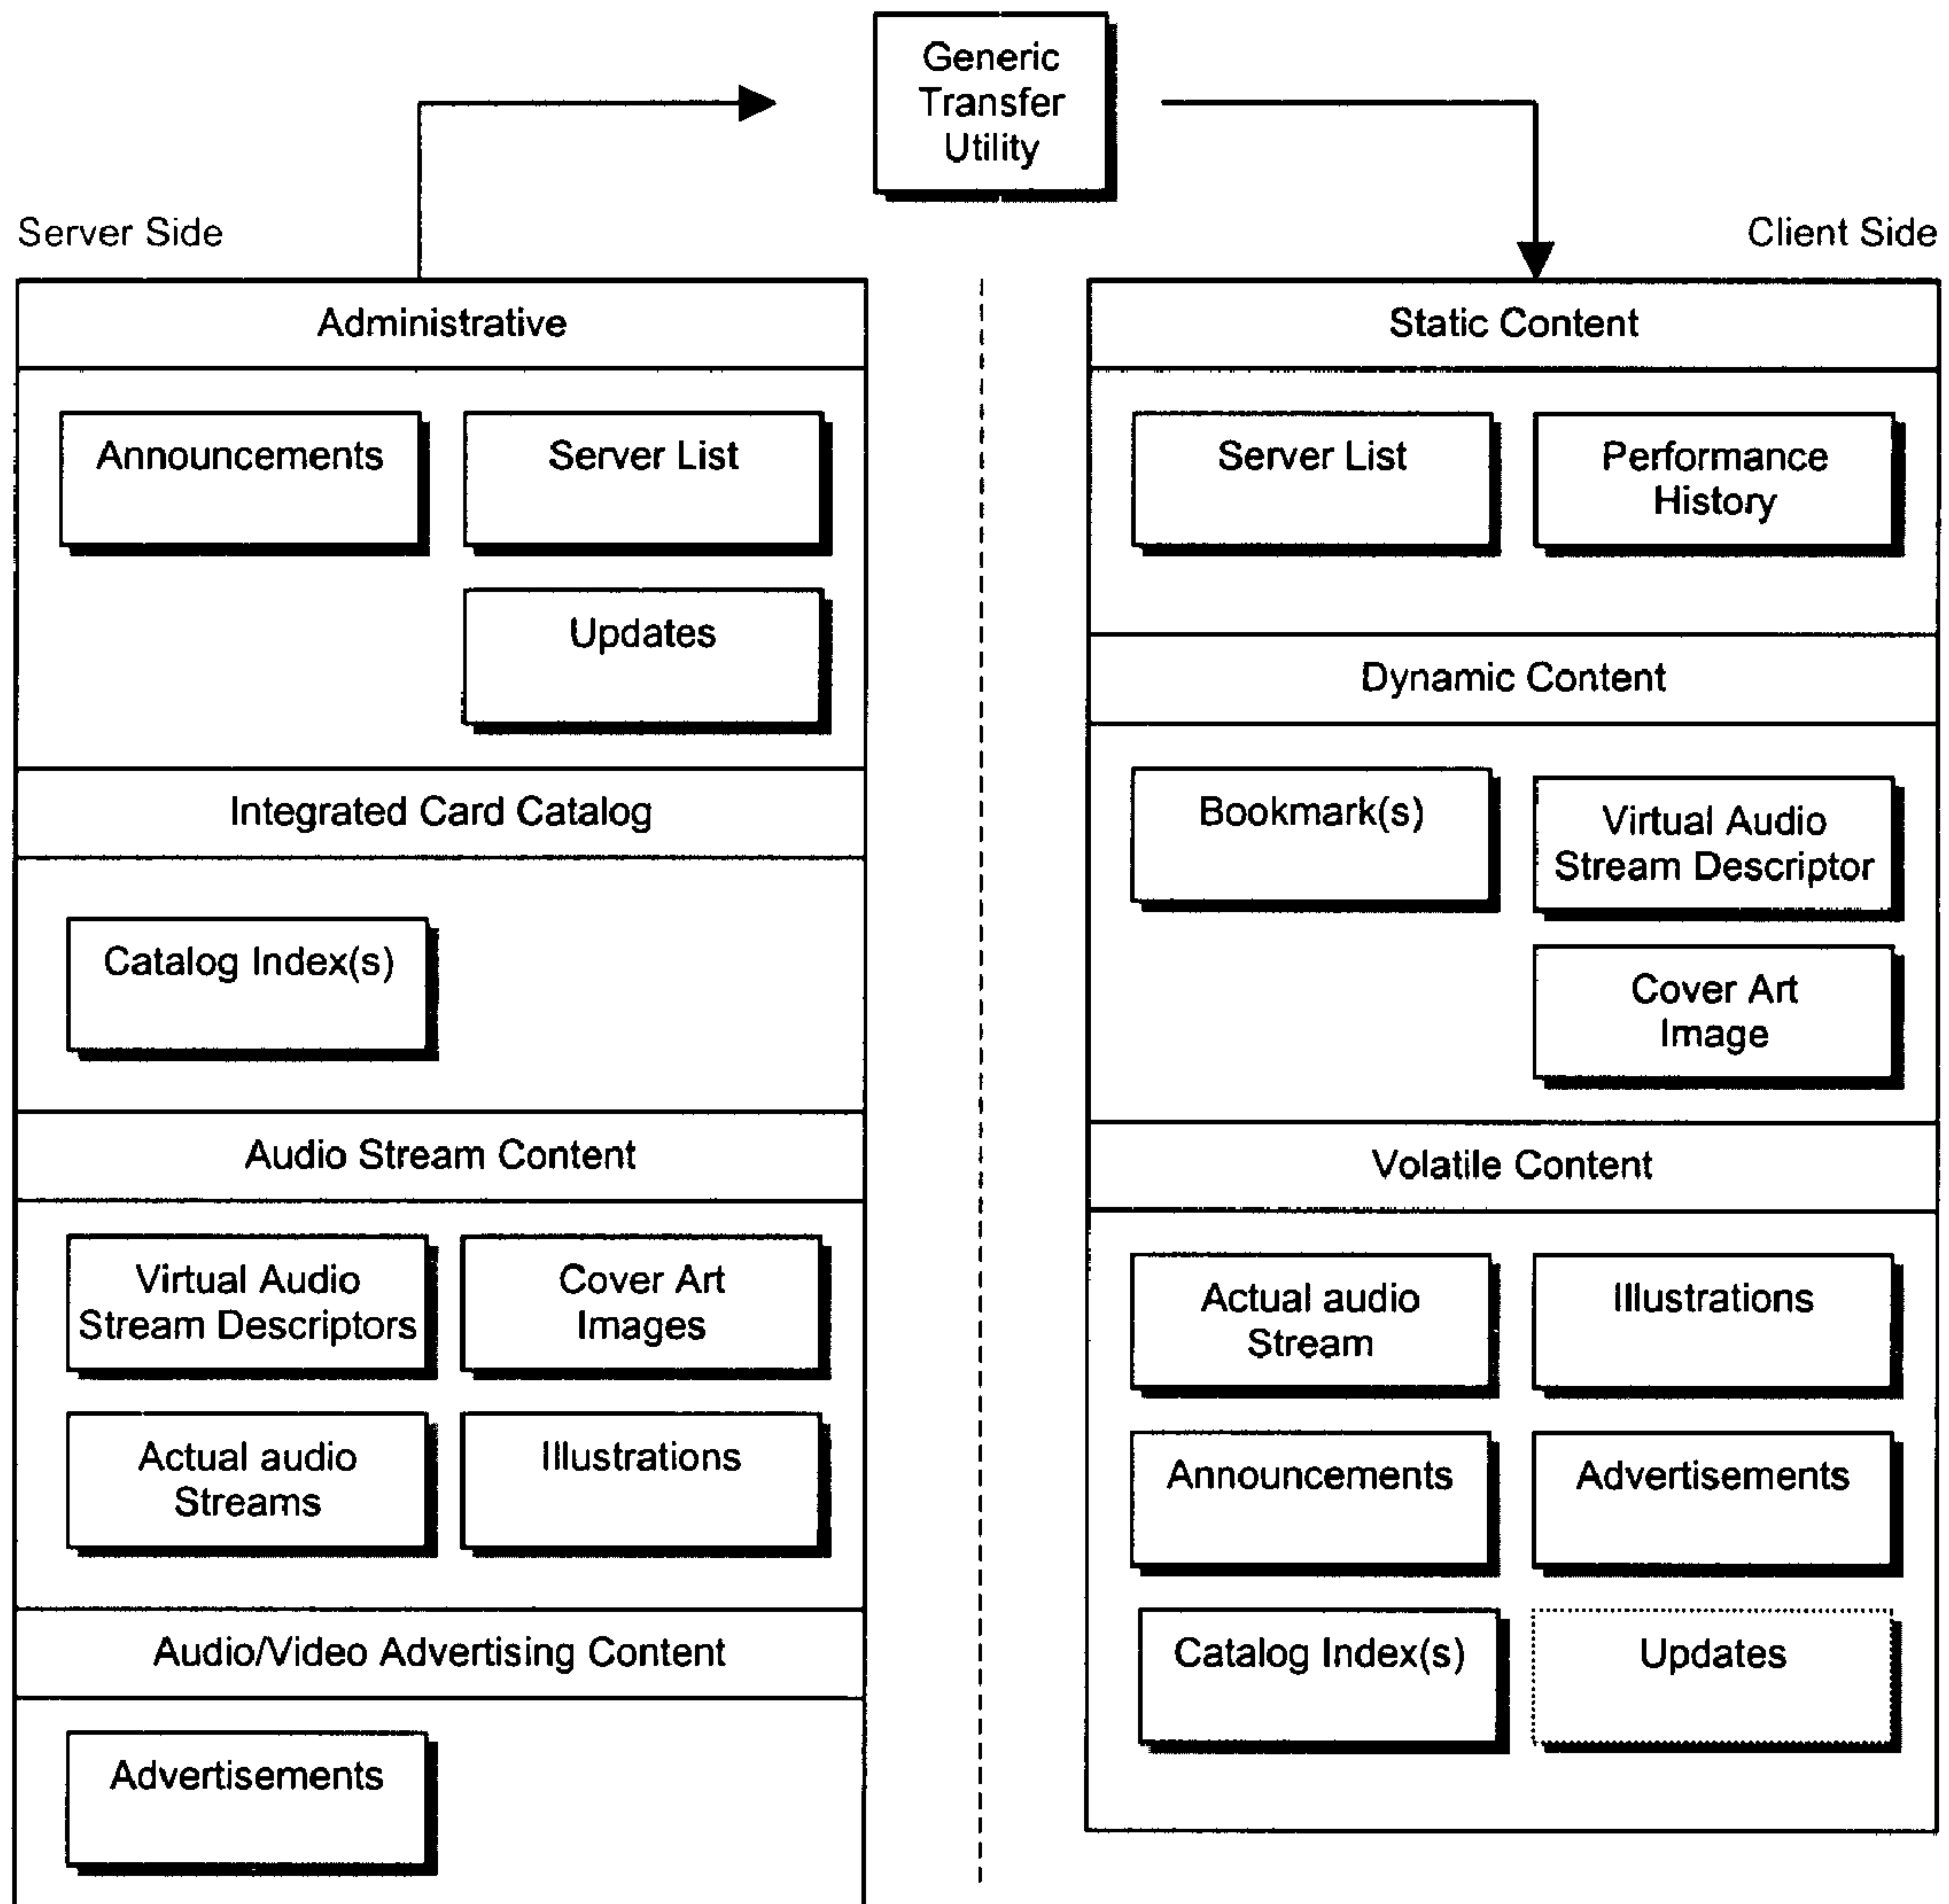 Generic
Transfer
Utility
Server Side
Client Side
Administrative
Announcements
Server List
Updates
Integrated Card Catalog
Catalog Index(s)
Audio Stream Content
Virtual Audio
Stream Descriptors
Cover Art
Images
Actual audio
Streams
Illustrations
Audio/Video Advertising Content
Advertisements
Static Content
Server List
Performance
History
Dynamic Content
Bookmark(s)
Virtual Audio
Stream Descriptor
Cover Art
Image
Volatile Content
Actual audio
Stream
Illustrations
Announcements
Advertisements
Catalog Index(s)
Updates